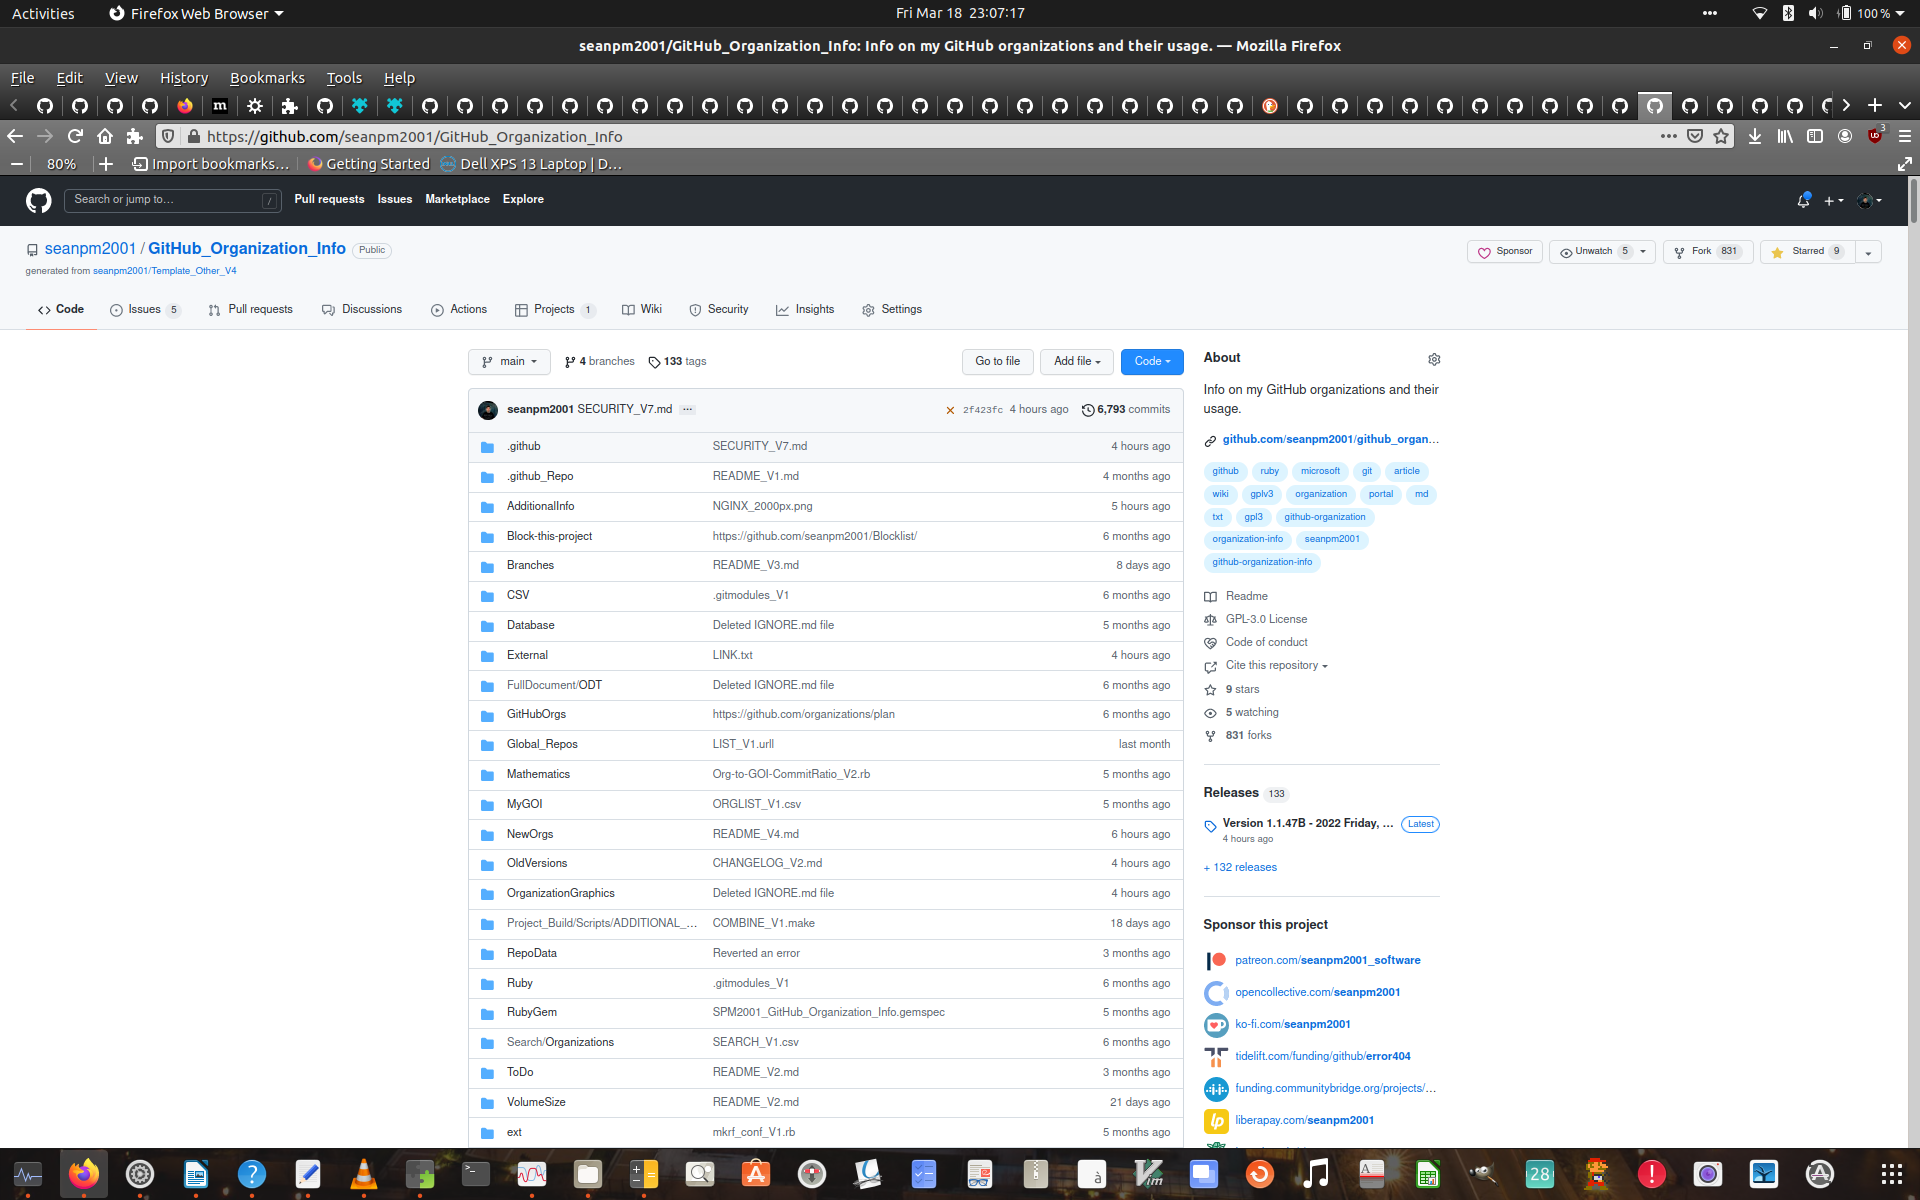 Activities Firefox Web Browser Fri Mar 18 23:07:17 100 %
seanpm2001/GitHub_Organization_Info: Info on my GitHub organizations and their usage. — Mozilla Firefox
File Edit View History Bookmarks Tools Help
https://github.com/seanpm2001/GitHub_Organization_Info 3
80% Import bookmarks… Getting Started Dell XPS 13 Laptop | D…
Search or jump to… / Pull requests Issues Marketplace Explore
seanpm2001 / GitHub_Organization_Info Public Sponsor Unwatch 5 Fork 831 Starred 9
generated from seanpm2001/Template_Other_V4
Code Issues 5 Pull requests Discussions Actions Projects 1 Wiki Security Insights Settings
main 4 branches 133 tags Go to file Add file Code
seanpm2001 SECURITY_V7.md ... 2f423fc 4 hours ago 6,793 commits
.github SECURITY_V7.md 4 hours ago
.github_Repo README_V1.md 4 months ago
AdditionalInfo NGINX_2000px.png 5 hours ago
Block-this-project https://github.com/seanpm2001/Blocklist/ 6 months ago
Branches README_V3.md 8 days ago
CSV .gitmodules_V1 6 months ago
Database Deleted IGNORE.md file 5 months ago
External LINK.txt 4 hours ago
FullDocument/ODT Deleted IGNORE.md file 6 months ago
GitHubOrgs https://github.com/organizations/plan 6 months ago
Global_Repos LIST_V1.urll last month
Mathematics Org-to-GOI-CommitRatio_V2.rb 5 months ago
MyGOI ORGLIST_V1.csv 5 months ago
NewOrgs README_V4.md 6 hours ago
OldVersions CHANGELOG_V2.md 4 hours ago
OrganizationGraphics Deleted IGNORE.md file 4 hours ago
Project_Build/Scripts/ADDITIONAL_… COMBINE_V1.make 18 days ago
RepoData Reverted an error 3 months ago
Ruby .gitmodules_V1 6 months ago
RubyGem SPM2001_GitHub_Organization_Info.gemspec 5 months ago
Search/Organizations SEARCH_V1.csv 6 months ago
ToDo README_V2.md 3 months ago
VolumeSize README_V2.md 21 days ago
ext mkrf_conf_V1.rb 5 months ago
About
Info on my GitHub organizations and their
usage.
github.com/seanpm2001/github_organ…
github ruby microsoft git article
wiki gplv3 organization portal md
txt gpl3 github-organization
organization-info seanpm2001
github-organization-info
Readme
GPL-3.0 License
Code of conduct
Cite this repository
9 stars
5 watching
831 forks
Releases 133
Version 1.1.47B - 2022 Friday, … Latest
4 hours ago
+ 132 releases
Sponsor this project
patreon.com/seanpm2001_software
opencollective.com/seanpm2001
ko-fi.com/seanpm2001
tidelift.com/funding/github/error404
funding.communitybridge.org/projects/…
liberapay.com/seanpm2001
28